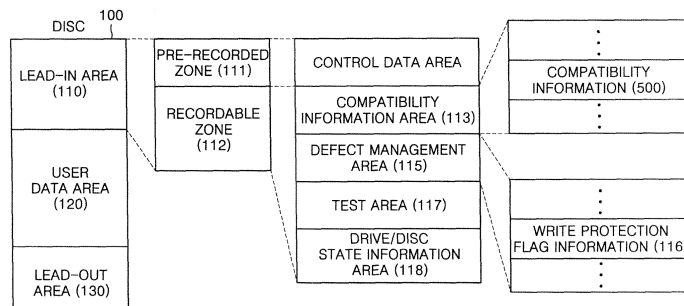 DISC
100
LEAD-IN AREA
(110)
USER
DATA AREA
(120)
LEAD-OUT
AREA (130)
PRE-RECORDED
ZONE (111)
RECORDABLE
ZONE
(112)
CONTROL DATA AREA
COMPATIBILITY
INFORMATION AREA (113)
DEFECT MANAGEMENT
AREA (115)
TEST AREA (117)
DRIVE/DISC
STATE INFORMATION
AREA (118)
COMPATIBILITY
INFORMATION (500)
WRITE PROTECTION
FLAG INFORMATION (116)